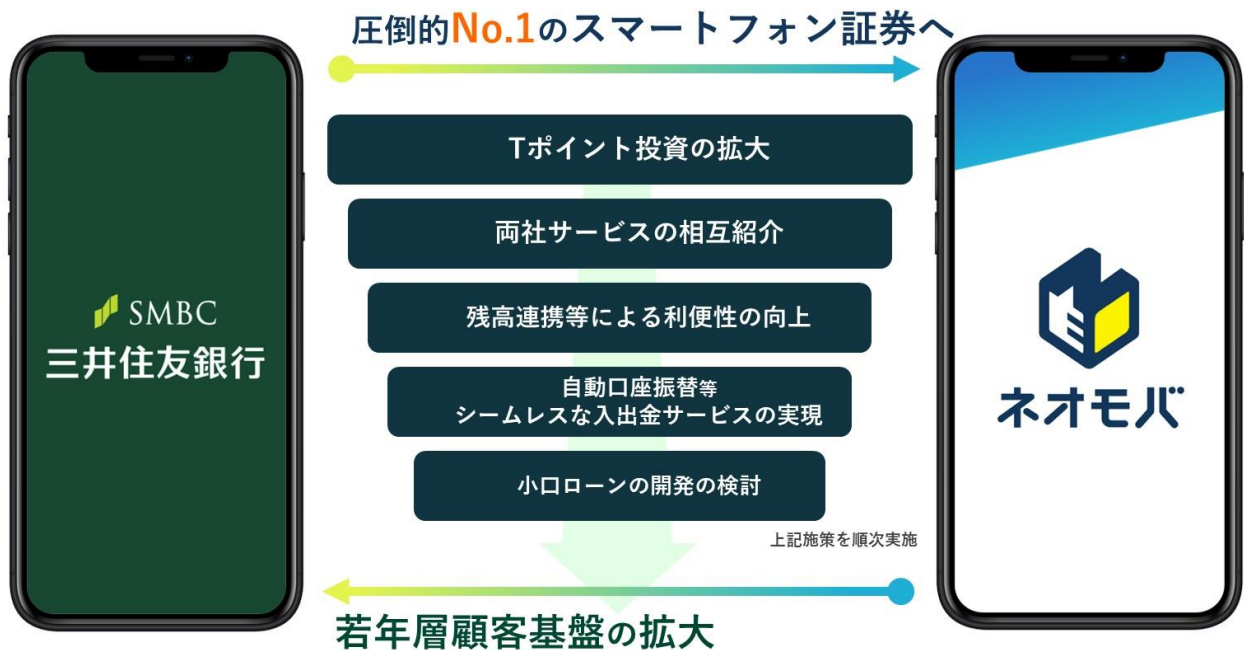 圧倒的No.1のスマートフォン証券へ
Tポイント投資の拡大
両社サービスの相互紹介
残高連携等による利便性の向上
自動口座振替等
シームレスな入出金サービスの実現
小口ローンの開発の検討
上記施策を順次実施
若年層顧客基盤の拡大
SMBC
三井住友銀行
ネオモバ